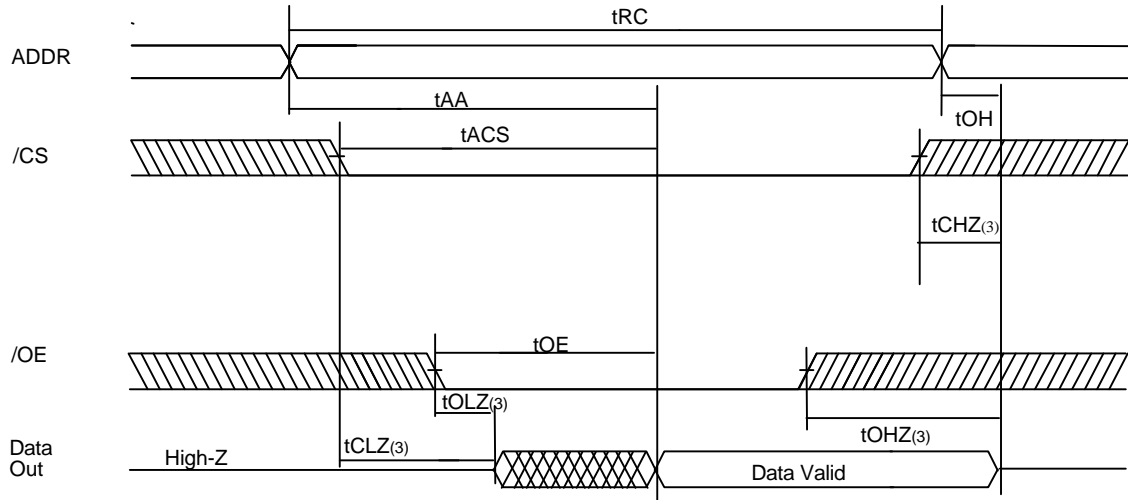 tRC
ADDR
tAA
tOH
tACS
/CS
tCHZ(3)
/OE
tOE
tOLZ(3)
tOHZ(3)
tCLZ(3)
Data
Out
High-Z
Data Valid